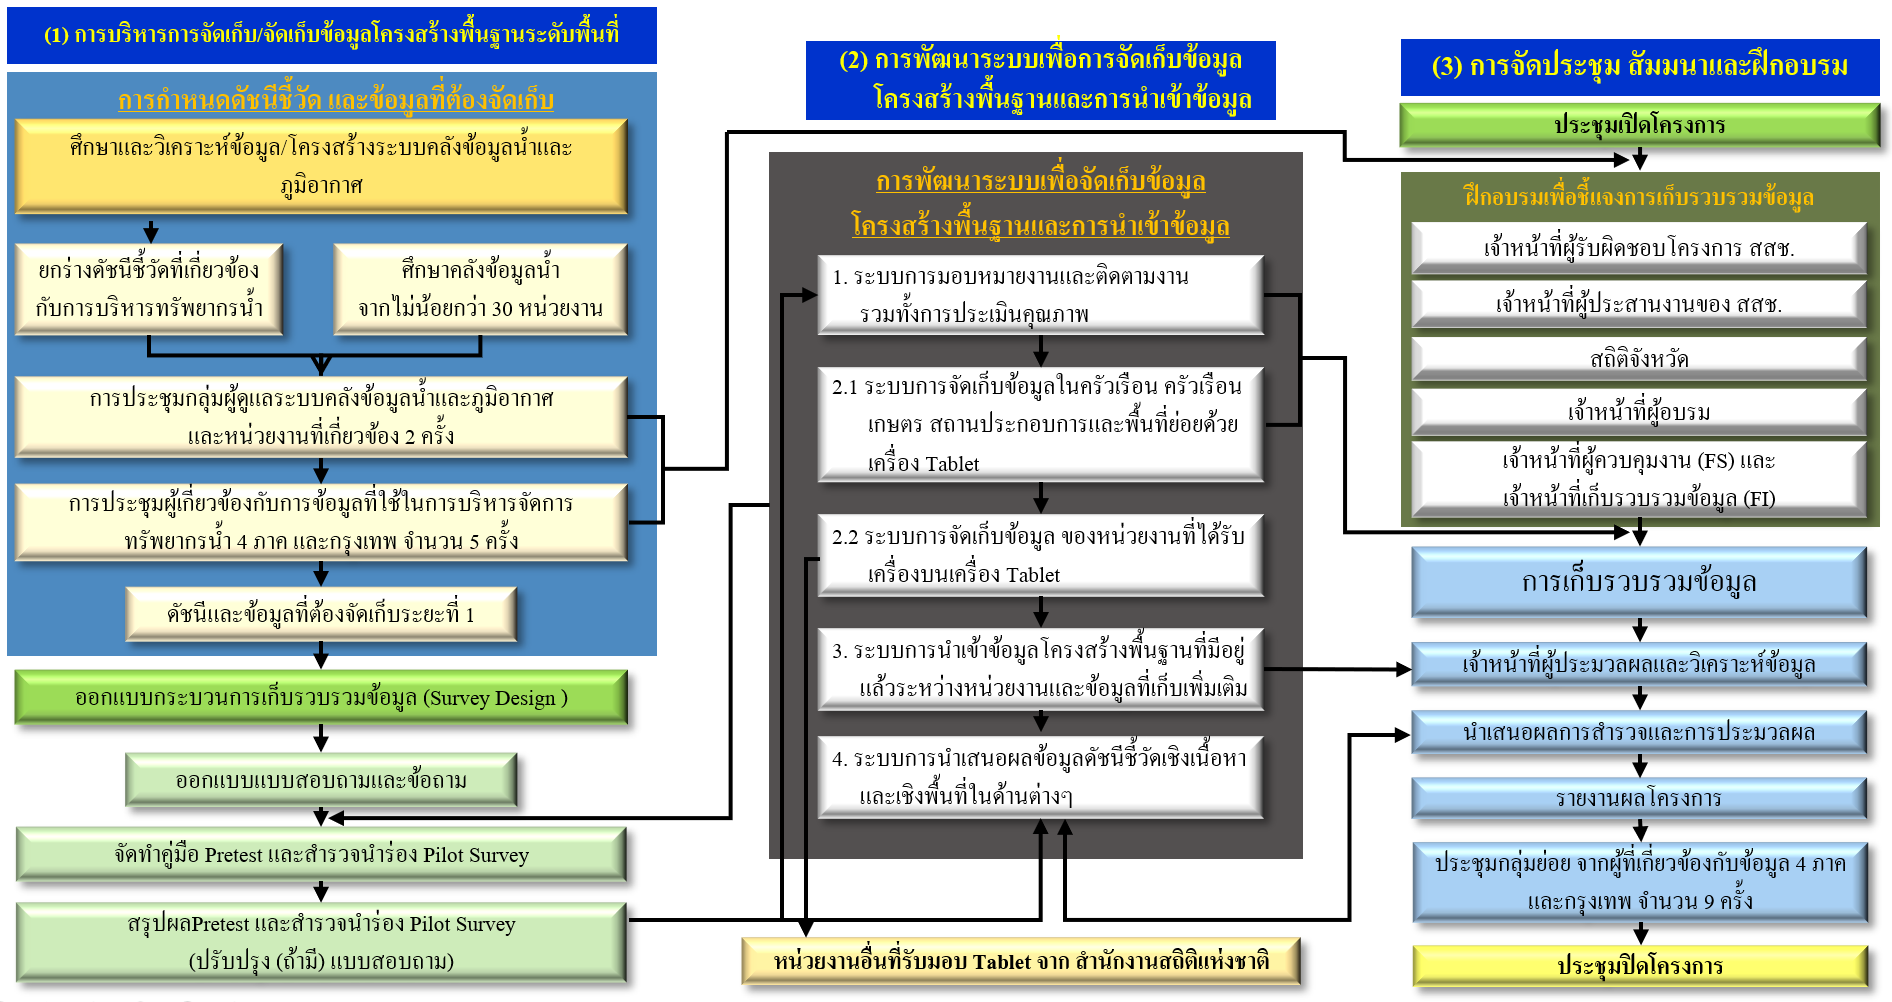 (1) การบริหารการจัดเก็บ/จัดเก็บข้อมูลโครงสร้างพื้นฐานระดับพื้นที่
การกำหนดดัชนีชี้วัด และข้อมูลที่ต้องจัดเก็บ
ศึกษาและวิเคราะห์ข้อมูล/โครงสร้างระบบคลังข้อมูลน้ำและ
ภูมิอากาศ
ยกร่างดัชนีชี้วัดที่เกี่ยวข้อง
กับการบริหารทรัพยากรน้ำ
ศึกษาคลังข้อมูลน้ำ
จากไม่น้อยกว่า 30 หน่วยงาน
การประชุมกลุ่มผู้ดูแลระบบคลังข้อมูลน้ำและภูมิอากาศ
และหน่วยงานที่เกี่ยวข้อง 2 ครั้ง
การประชุมผู้เกี่ยวข้องกับการข้อมูลที่ใช้ในการบริหารจัดการ
ทรัพยากรน้ำ 4 ภาค และกรุงเทพ จำนวน 5 ครั้ง
ดัชนีและข้อมูลที่ต้องจัดเก็บระยะที่ 1
ออกแบบกระบวนการเก็บรวบรวมข้อมูล (Survey Design )
ออกแบบแบบสอบถามและข้อถาม
จัดทำคู่มือ Pretest และสำรวจนำร่อง Pilot Survey
สรุปผลPretest และสำรวจนำร่อง Pilot Survey
(ปรับปรุง (ถ้ามี) แบบสอบถาม)
(2) การพัฒนาระบบเพื่อการจัดเก็บข้อมูล
โครงสร้างพื้นฐานและการนำเข้าข้อมูล
การพัฒนาระบบเพื่อจัดเก็บข้อมูล
โครงสร้างพื้นฐานและการนำเข้าข้อมูล
1. ระบบการมอบหมายงานและติดตามงาน
รวมทั้งการประเมินคุณภาพ
2.1 ระบบการจัดเก็บข้อมูลในครัวเรือน ครัวเรือน
เกษตร สถานประกอบการและพื้นที่ย่อยด้วย
เครื่อง Tablet
2.2 ระบบการจัดเก็บข้อมูล ของหน่วยงานที่ได้รับ
เครื่องบนเครื่อง Tablet
3. ระบบการนำเข้าข้อมูลโครงสร้างพื้นฐานที่มีอยู่
แล้วระหว่างหน่วยงานและข้อมูลที่เก็บเพิ่มเติม
4. ระบบการนำเสนอผลข้อมูลดัชนีชี้วัดเชิงเนื้อหา
และเชิงพื้นที่ในด้านต่างๆ
หน่วยงานอื่นที่รับมอบ Tablet จาก สำนักงานสถิติแห่งชาติ
(3) การจัดประชุม สัมมนาและฝึกอบรม
ประชุมเปิดโครงการ
ฝึกอบรมเพื่อชี้แจงการเก็บรวบรวมข้อมูล
เจ้าหน้าที่ผู้รับผิดชอบโครงการ สสช.
เจ้าหน้าที่ผู้ประสานงานของ สสช.
สถิติจังหวัด
เจ้าหน้าที่ผู้อบรม
เจ้าหน้าที่ผู้ควบคุมงาน (FS) และ
เจ้าหน้าที่เก็บรวบรวมข้อมูล (FI)
การเก็บรวบรวมข้อมูล
เจ้าหน้าที่ผู้ประมวลผลและวิเคราะห์ข้อมูล
นำเสนอผลการสำรวจและการประมวลผล
รายงานผลโครงการ
ประชุมกลุ่มย่อย จากผู้ที่เกี่ยวข้องกับข้อมูล 4 ภาค
และกรุงเทพ จำนวน 9 ครั้ง
ประชุมปิดโครงการ